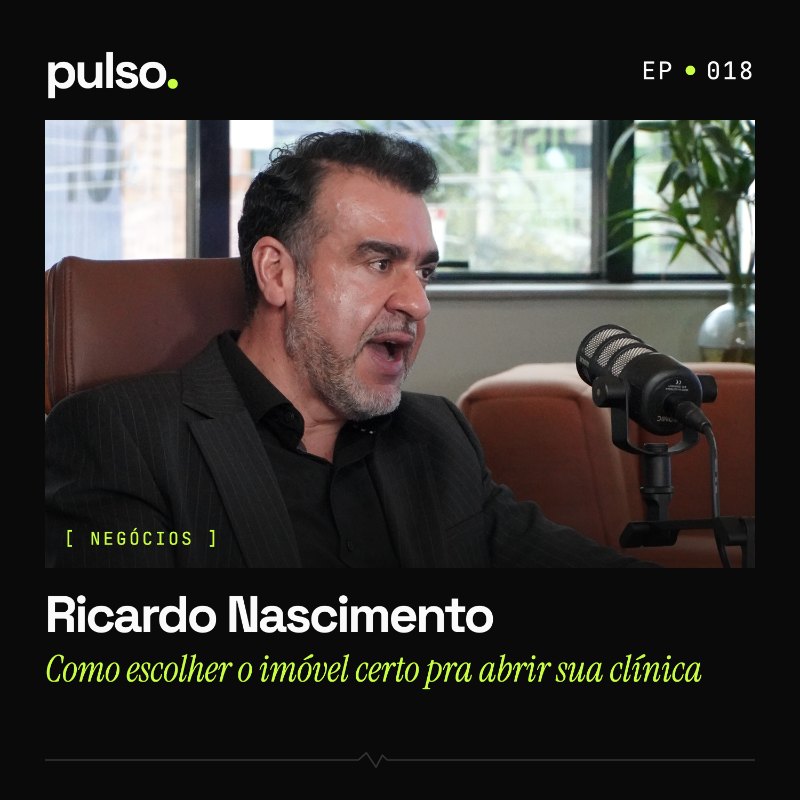 pulso.
EP • 018
[ NEGÓCIOS ]
Ricardo Nascimento
Como escolher o imóvel certo pra abrir sua clínica